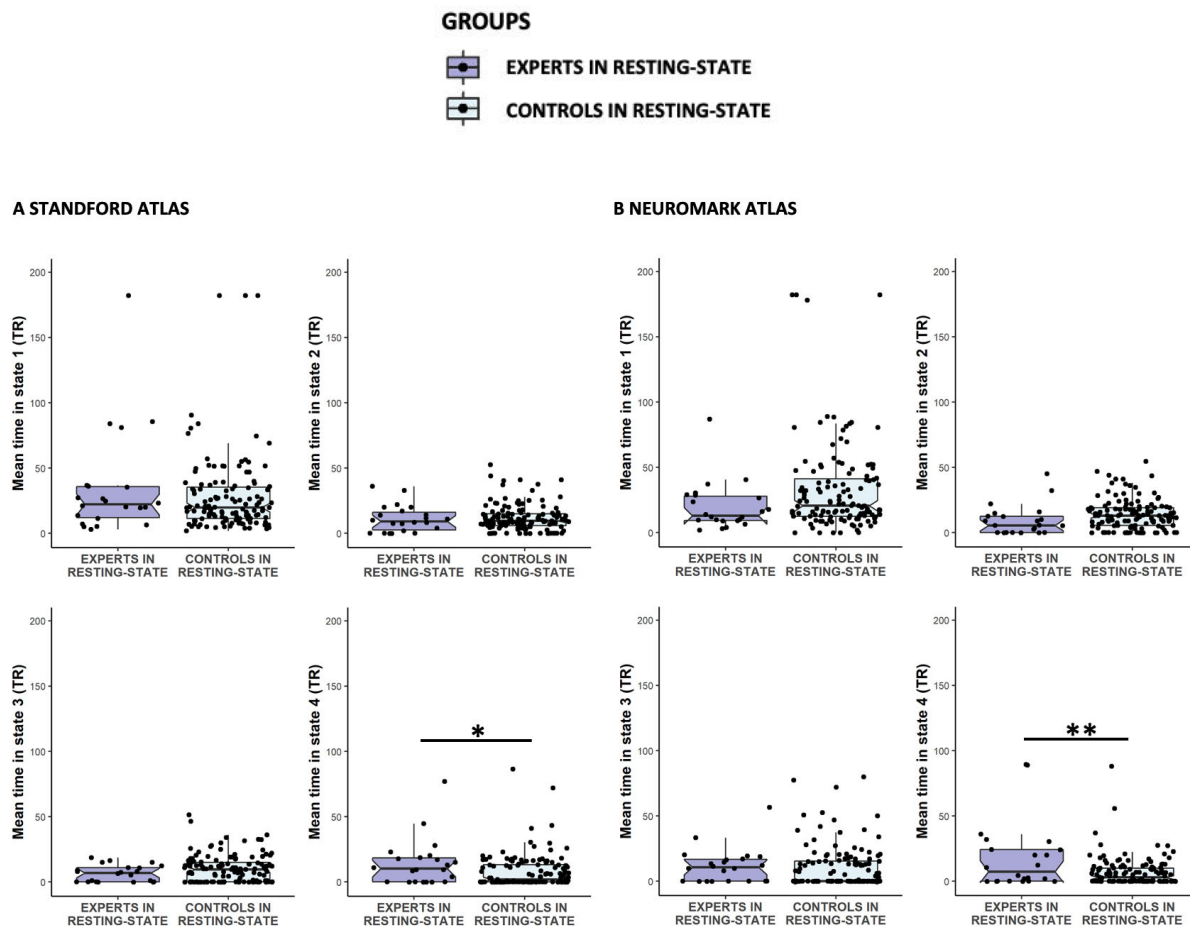 GROUPS
EXPERTS IN RESTING-STATE
CONTROLS IN RESTING-STATE
A STANDFORD ATLAS
B NEUROMARK ATLAS
Mean time in state 1 (TR)
200
150
100
50
0
EXPERTS IN
RESTING-STATE
CONTROLS IN
RESTING-STATE
Mean time in state 2 (TR)
200
150
100
50
0
EXPERTS IN
RESTING-STATE
CONTROLS IN
RESTING-STATE
Mean time in state 1 (TR)
200
150
100
50
0
EXPERTS IN
RESTING-STATE
CONTROLS IN
RESTING-STATE
Mean time in state 2 (TR)
200
150
100
50
0
EXPERTS IN
RESTING-STATE
CONTROLS IN
RESTING-STATE
Mean time in state 3 (TR)
200
150
100
50
0
EXPERTS IN
RESTING-STATE
CONTROLS IN
RESTING-STATE
Mean time in state 4 (TR)
200
150
100
50
0
*
EXPERTS IN
RESTING-STATE
CONTROLS IN
RESTING-STATE
Mean time in state 3 (TR)
200
150
100
50
0
EXPERTS IN
RESTING-STATE
CONTROLS IN
RESTING-STATE
Mean time in state 4 (TR)
200
150
100
50
0
**
EXPERTS IN
RESTING-STATE
CONTROLS IN
RESTING-STATE